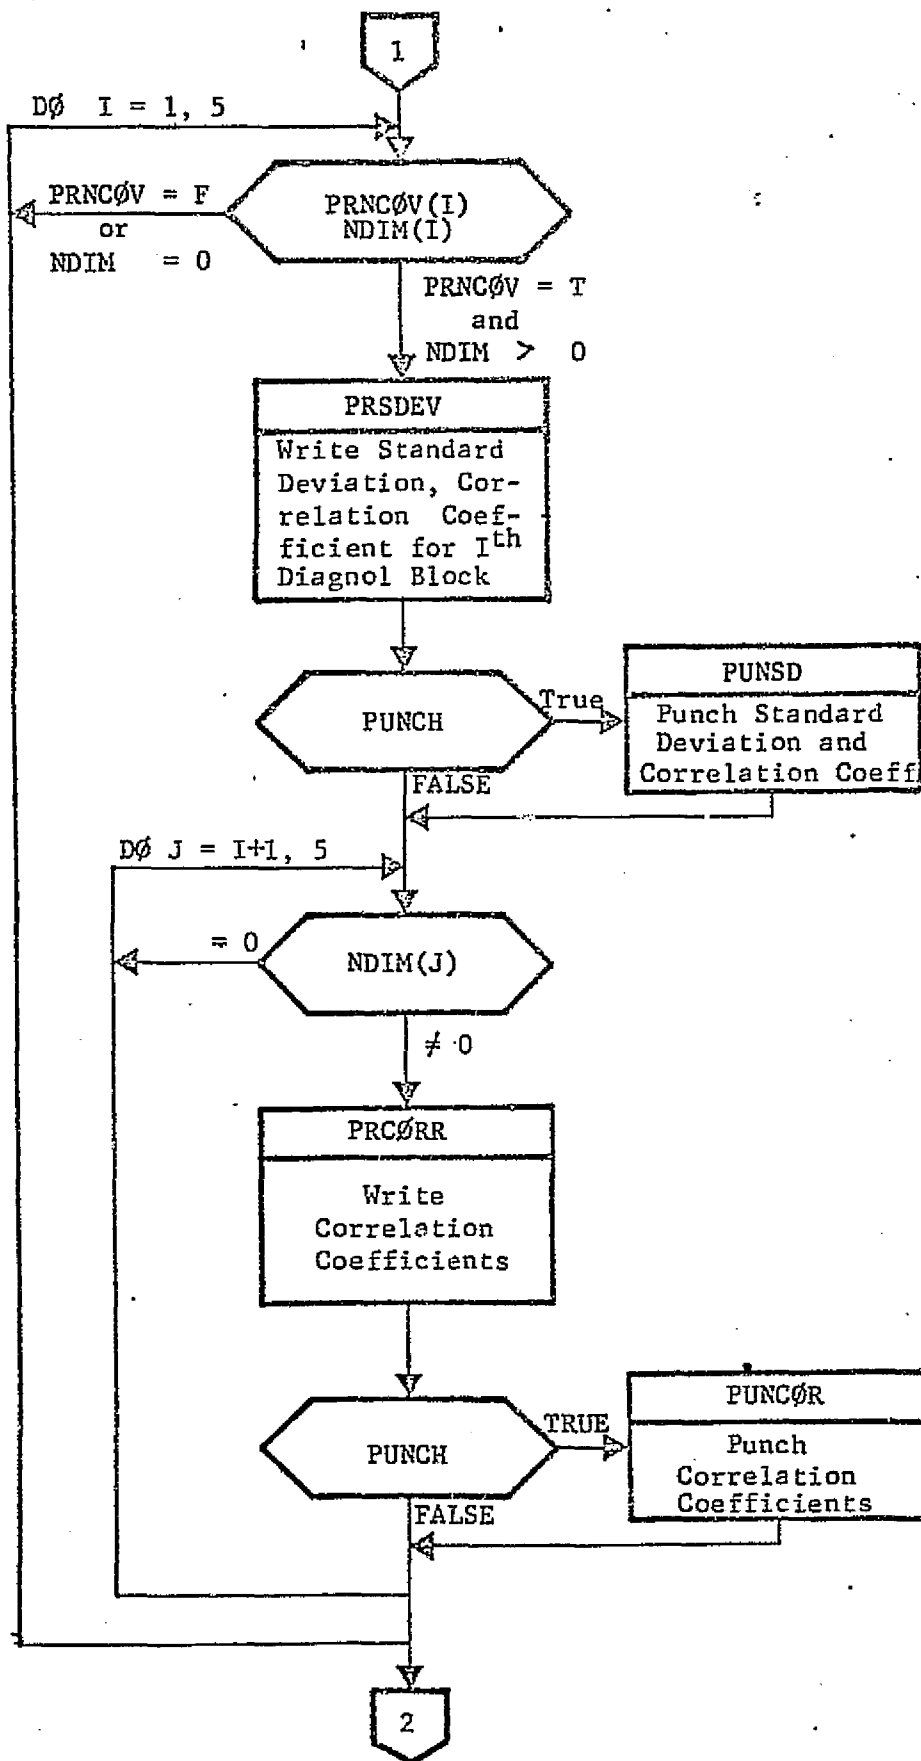 1
DØ I = 1, 5
PRNCØV = F
or
NDIM = 0
PRNCØV(I)
NDIM(I)
PRNCØV = T
and
NDIM > 0
PRSDEV
Write Standard
Deviation, Cor-
relation Coef-
ficient for Ith
Diagnol Block
PUNCH
True
PUNSD
Punch Standard
Deviation and
Correlation Coeff
FALSE
DØ J = I+1, 5
= 0
NDIM(J)
≠ 0
PRCØRR
Write
Correlation
Coefficients
PUNCH
TRUE
PUNCØR
Punch
Correlation
Coefficients
FALSE
2